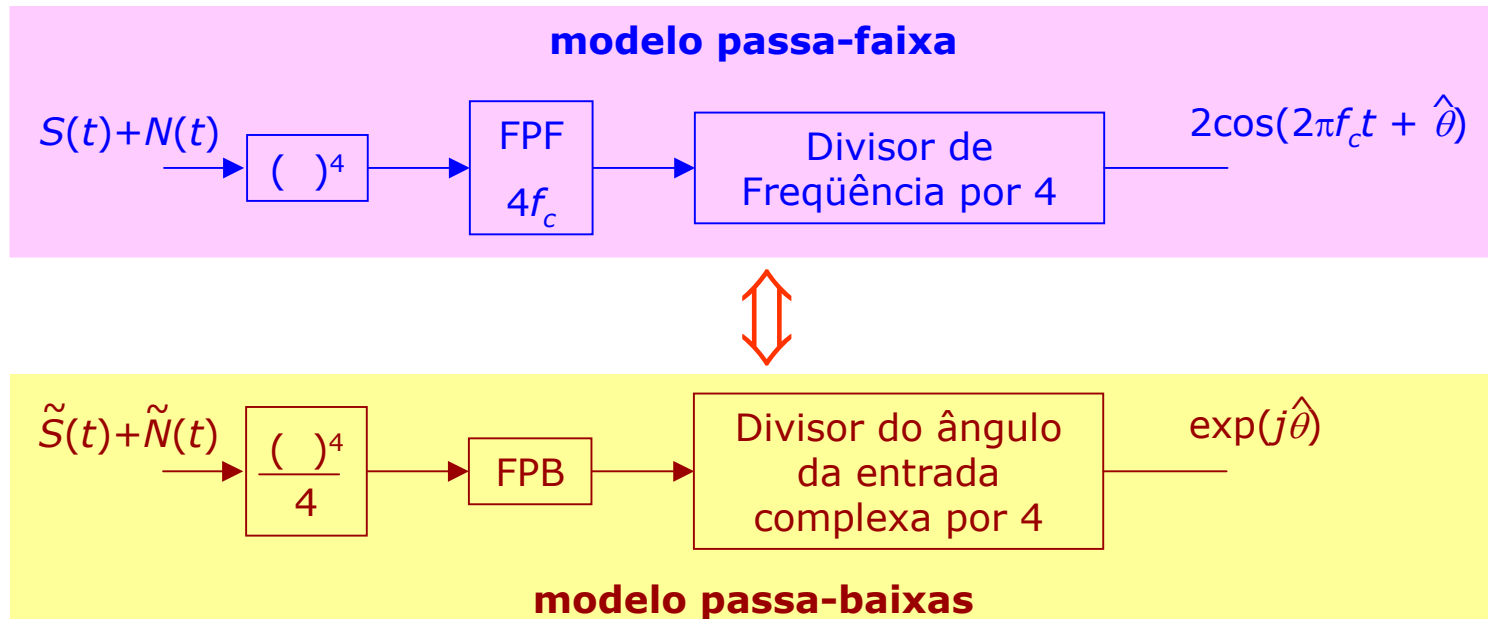 modelo passa-faixa
S(t)+N(t)
( )⁴
FPF
4f_c
Divisor de
Freqüência por 4
2cos(2πf_ct + θ̂)
⇕
S̃(t)+Ñ(t)
( )⁴
4
FPB
Divisor do ângulo
da entrada
complexa por 4
exp(jθ̂)
modelo passa-baixas